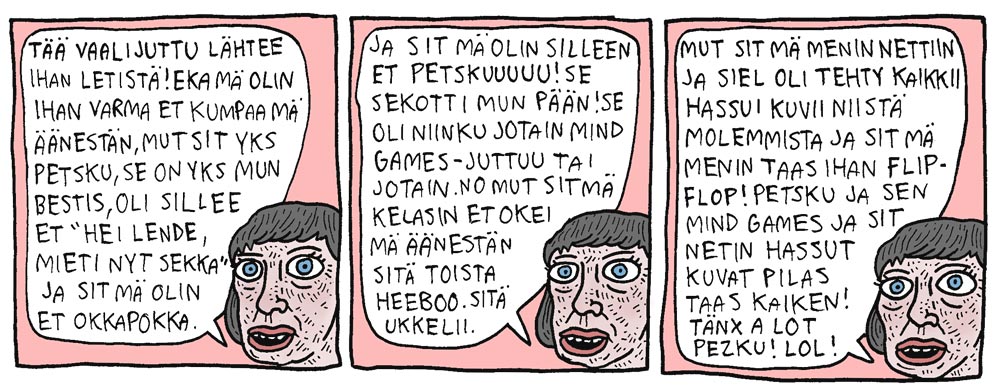 TÄÄ VAALIJUTTU LÄHTEE
IHAN LETISTÄ! EKA MÄ OLIN
IHAN VARMA ET KUMPAA MÄ
ÄÄNESTÄN, MUT SIT YKS
PETSKU, SE ON YKS MUN
BESTIS, OLI SILLEE
ET "HEI LENDE,
MIETI NYT SEKKA"
JA SIT MÄ OLIN
ET OKKAPOKKA.
JA SIT MÄ OLIN SILLEEN
ET PETSKUUUUU! SE
SEKOTTI MUN PÄÄN! SE
OLI NIINKU JOTAIN MIND
GAMES-JUTTUU TAI
JOTAIN. NO MUT SIT MÄ
KELASIN ET OKEI
MÄ ÄÄNESTÄN
SITÄ TOISTA
HEEBOO. SITÄ
UKKELII.
MUT SIT MÄ MENIN NETTIIN
JA SIEL OLI TEHTY KAIKKII
HASSUI KUVII NIISTÄ
MOLEMMISTA JA SIT MÄ
MENIN TAAS IHAN FLIP-
FLOP! PETSKU JA SEN
MIND GAMES JA SIT
NETIN HASSUT
KUVAT PILAS
TAAS KAIKEN!
TÄNX A LOT
PEZKU! LOL!